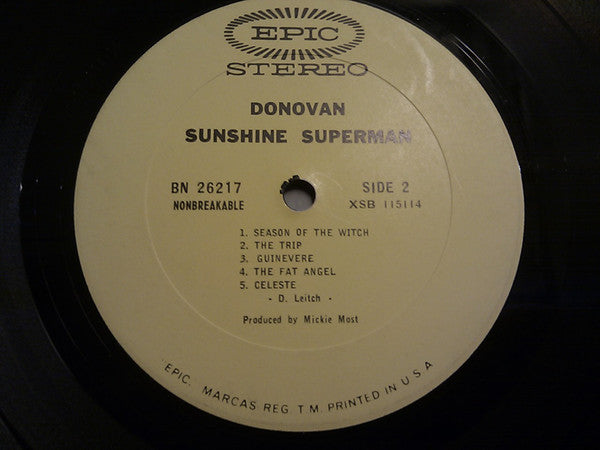 EPIC
STEREO
DONOVAN
SUNSHINE SUPERMAN
BN 26217
NONBREAKABLE
SIDE 2
XSB 115114
1. SEASON OF THE WITCH
2. THE TRIP
3. GUINEVERE
4. THE FAT ANGEL
5. CELESTE
- D. Leitch -
Produced by Mickie Most
"EPIC. MARCAS REG. T.M. PRINTED IN U S A